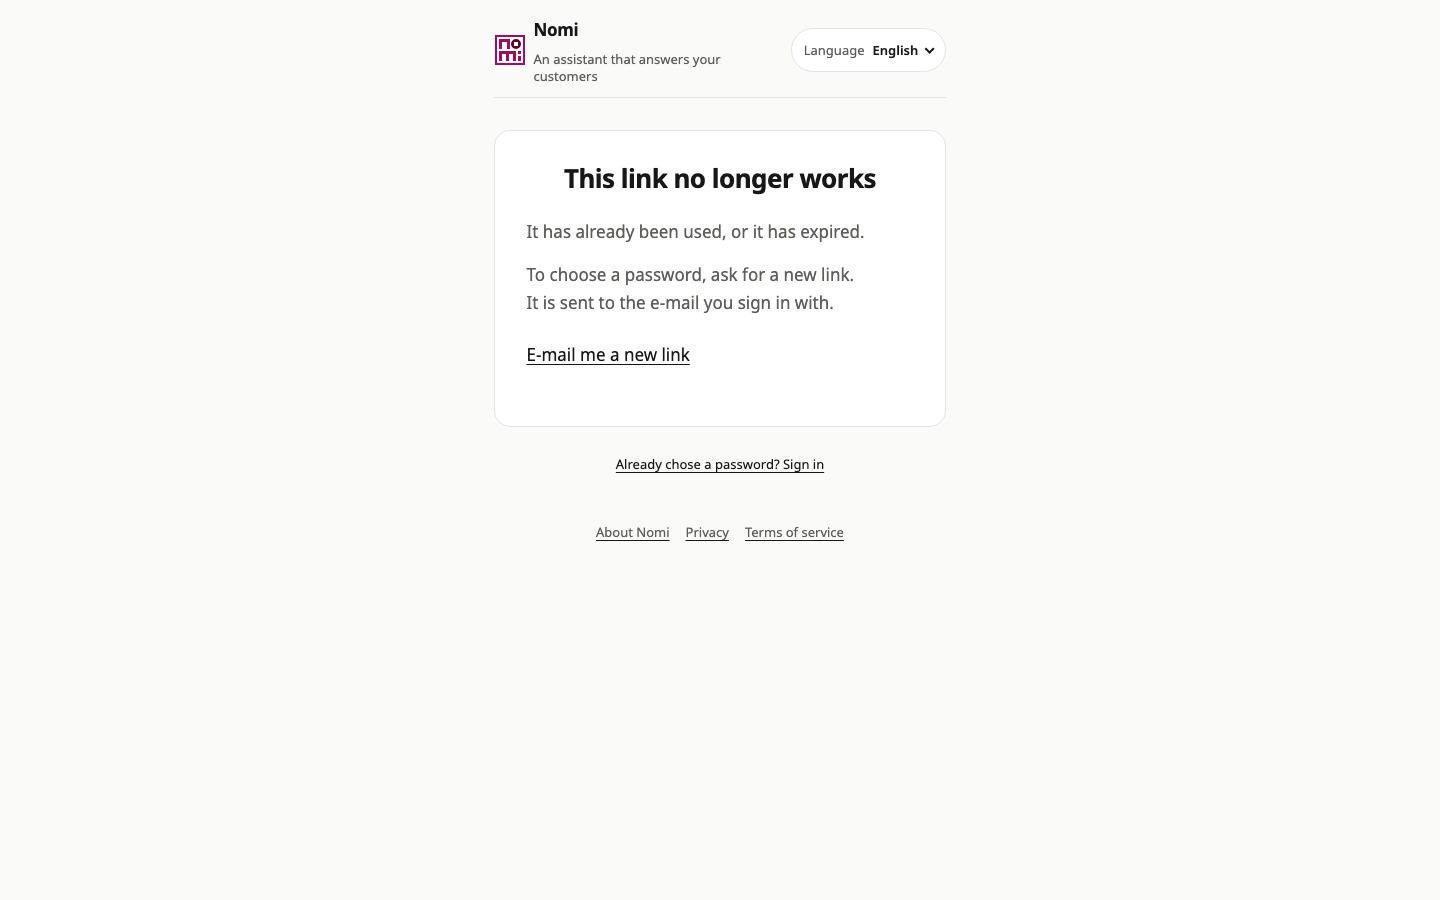 Nomi
An assistant that answers your
customers
Language English
This link no longer works
It has already been used, or it has expired.
To choose a password, ask for a new link.
It is sent to the e-mail you sign in with.
E-mail me a new link
Already chose a password? Sign in
About Nomi Privacy Terms of service